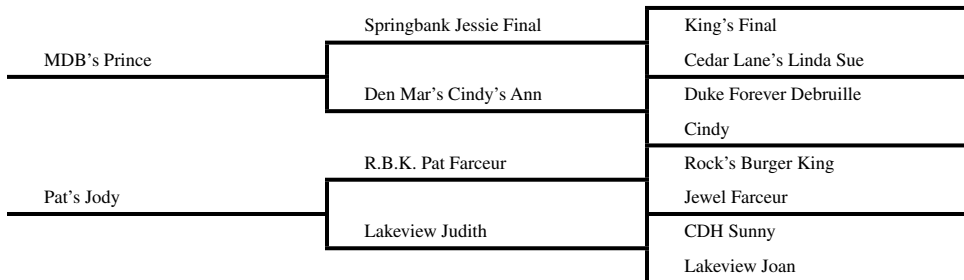 Springbank Jessie Final
King's Final
MDB's Prince
Cedar Lane's Linda Sue
Den Mar's Cindy's Ann
Duke Forever Debruille
Cindy
R.B.K. Pat Farceur
Rock's Burger King
Pat's Jody
Jewel Farceur
Lakeview Judith
CDH Sunny
Lakeview Joan